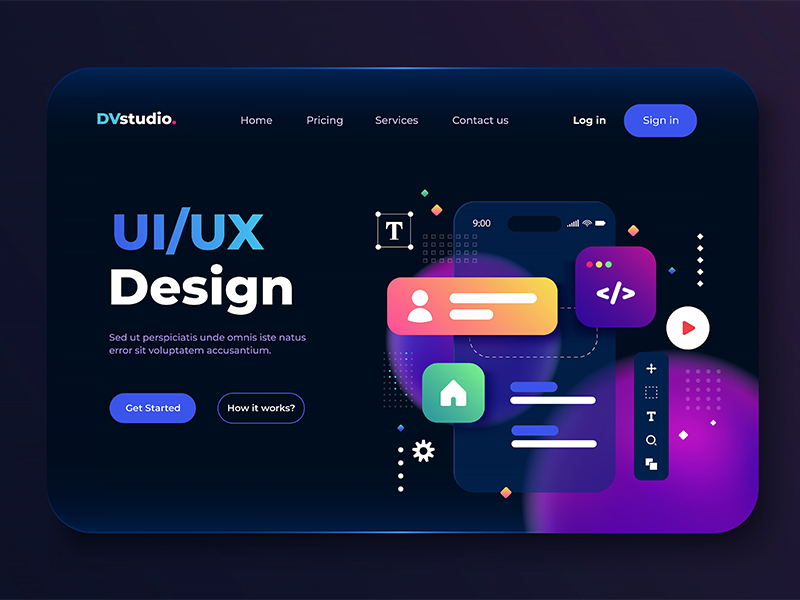 DVstudio.
Home
Pricing
Services
Contact us
Log in
Sign in
UI/UX
Design
Sed ut perspiciatis unde omnis iste natus
error sit voluptatem accusantium.
Get Started
How it works?
T
9:00
</>
T